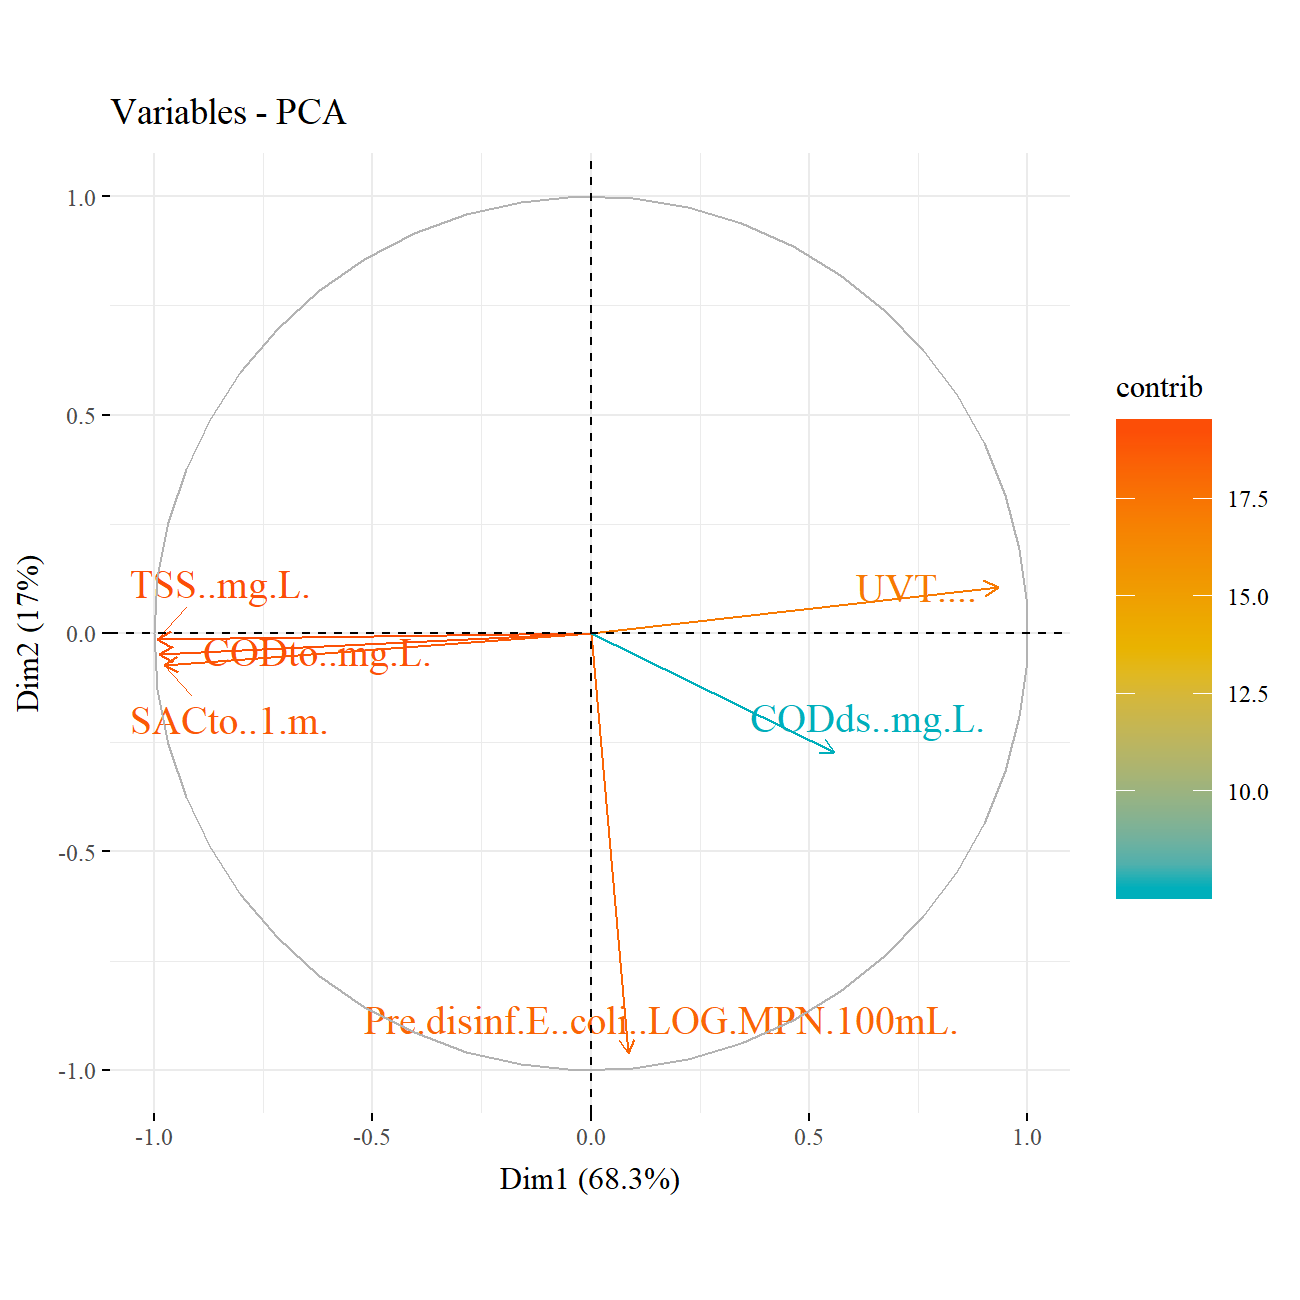 Variables - PCA
1.0
0.5
0.0
-0.5
-1.0
Dim2 (17%)
TSS..mg.L.
CODto..mg.L.
SACto..1.m.
UVT....
CODds..mg.L.
Pre.disinf.E..coli..LOG.MPN.100mL.
-1.0
-0.5
0.0
0.5
1.0
Dim1 (68.3%)
contrib
17.5
15.0
12.5
10.0